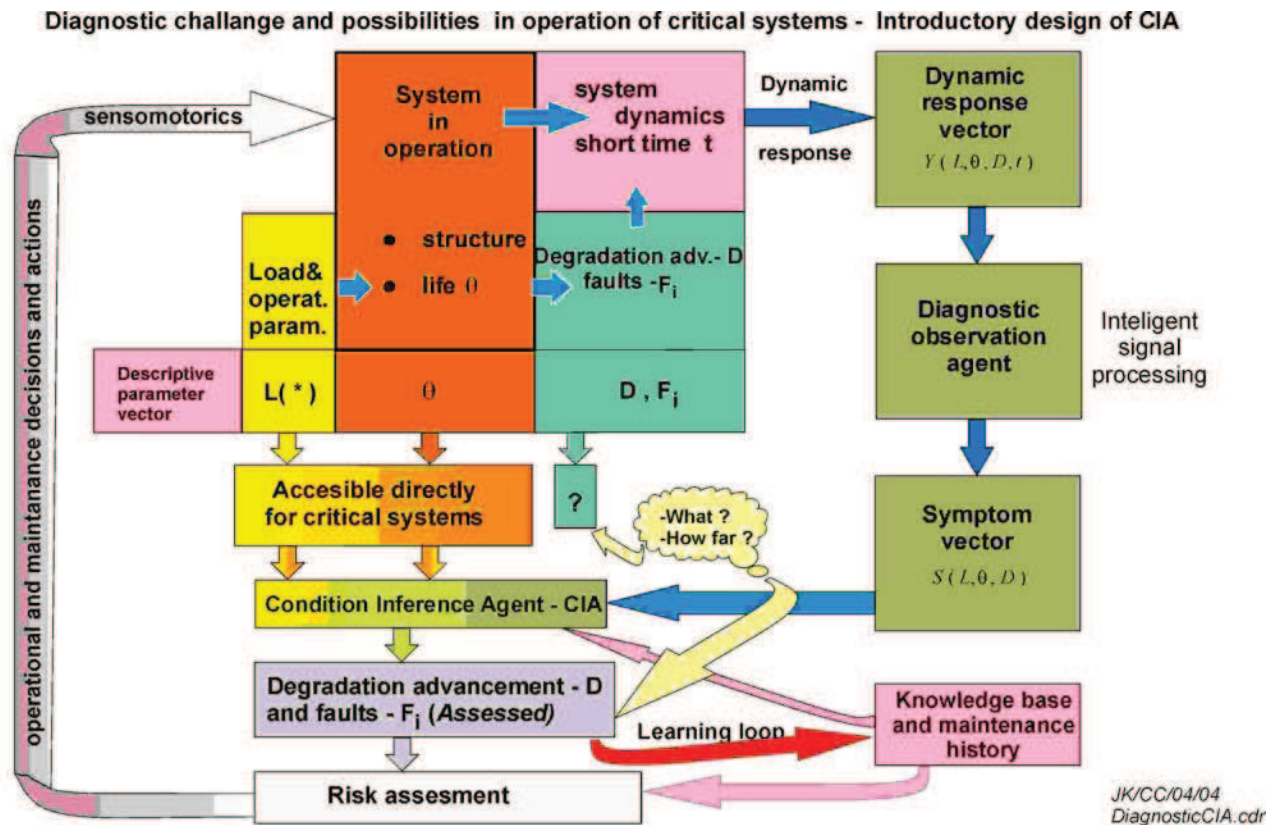 Diagnostic challange and possibilities in operation of critical systems - Introductory design of CIA
sensomotorics
System
in
operation
• structure
• life θ
system
dynamics
short time t
Dynamic
response
Dynamic
response
vector
Y ( L,θ, D, t )
Load&
operat.
param.
Degradation adv.- D
faults -Fi
Diagnostic
observation
agent
Inteligent
signal
processing
Descriptive
parameter
vector
L( * )
θ
D , Fi
Accesible directly
for critical systems
?
-What ?
-How far ?
Symptom
vector
S ( L,θ, D )
Condition Inference Agent - CIA
Degradation advancement - D
and faults - Fi (Assessed)
Learning loop
Knowledge base
and maintenance
history
Risk assesment
operational and maintanance decisions and actions
JK/CC/04/04
DiagnosticCIA.cdr